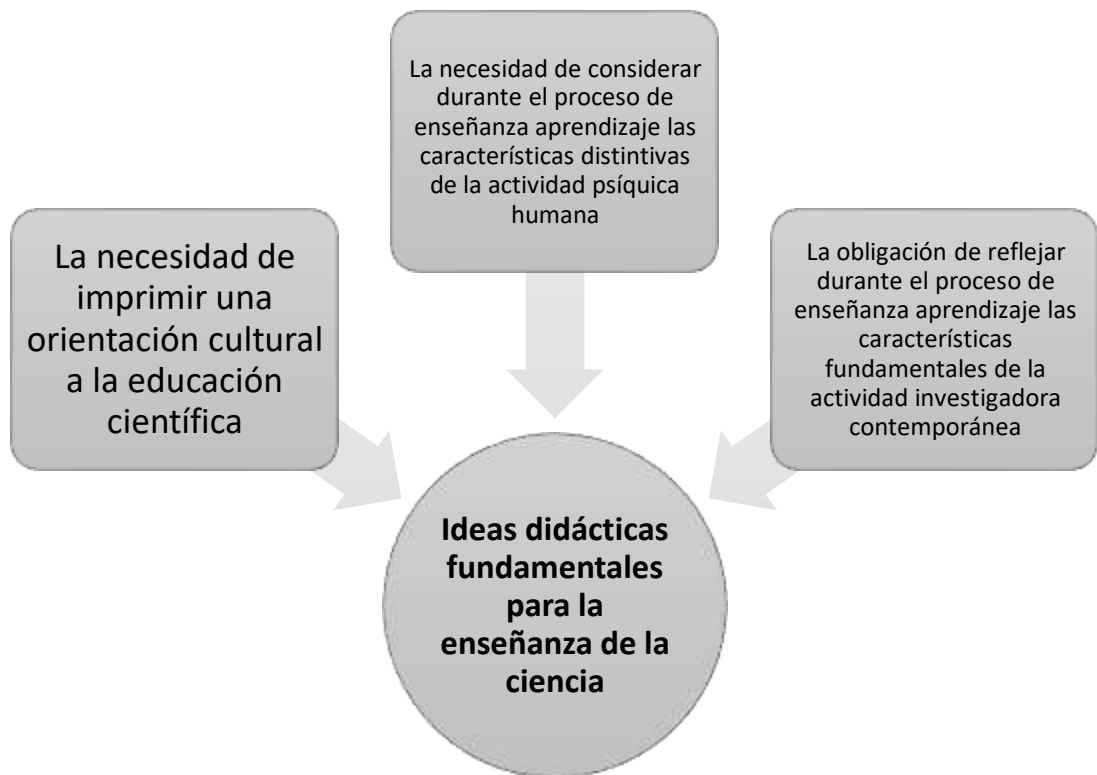 La necesidad de
imprimir una
orientación cultural
a la educación
científica
La necesidad de considerar
durante el proceso de
enseñanza aprendizaje las
características distintivas
de la actividad psíquica
humana
La obligación de reflejar
durante el proceso de
enseñanza aprendizaje las
características
fundamentales de la
actividad investigadora
contemporánea
Ideas didácticas
fundamentales
para la
enseñanza de la
ciencia